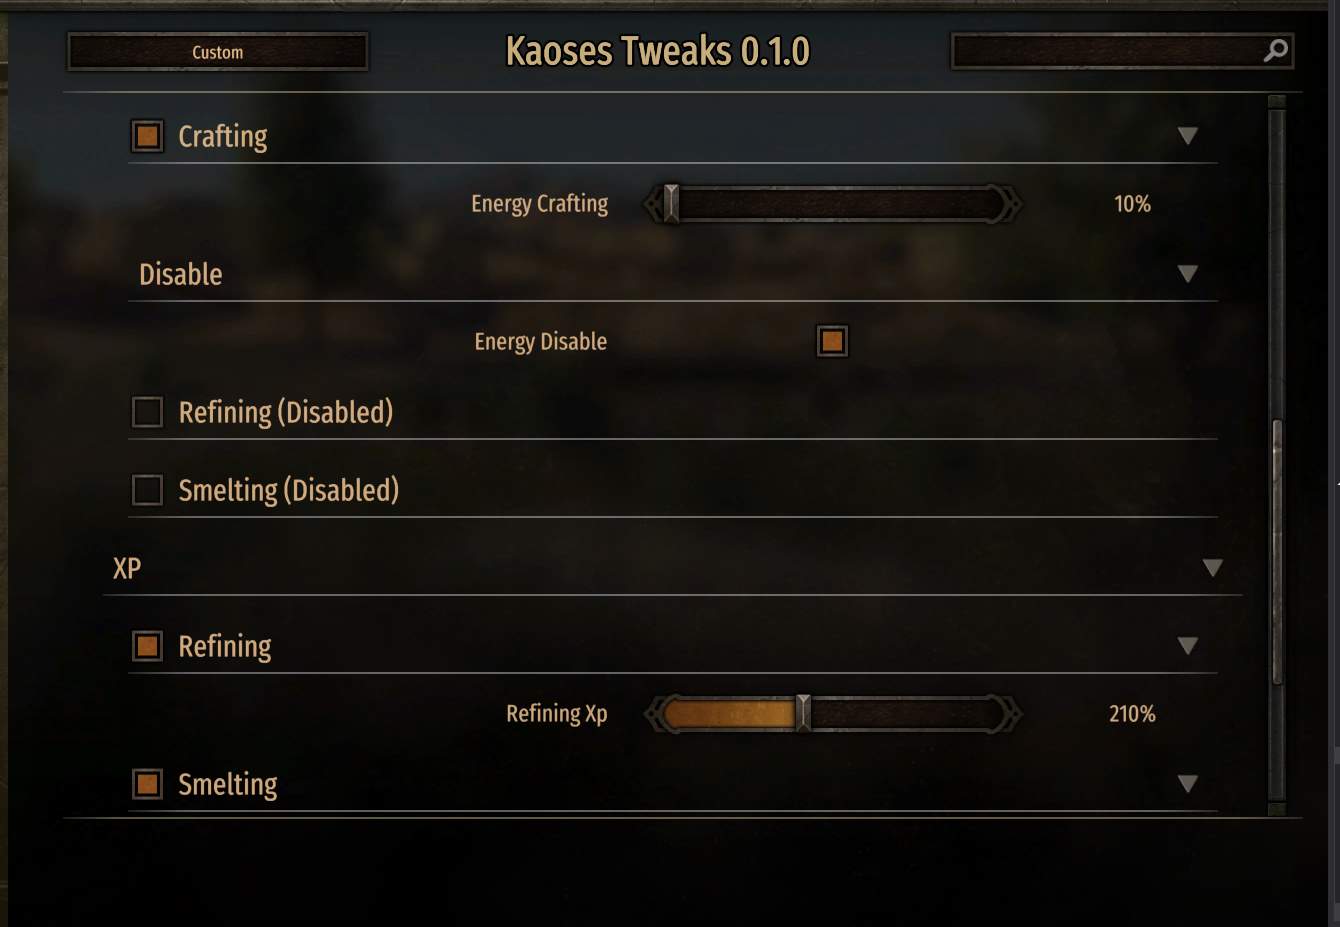 Custom
Kaoses Tweaks 0.1.0
Crafting
Energy Crafting 10%
Disable
Energy Disable
Refining (Disabled)
Smelting (Disabled)
XP
Refining
Refining Xp 210%
Smelting